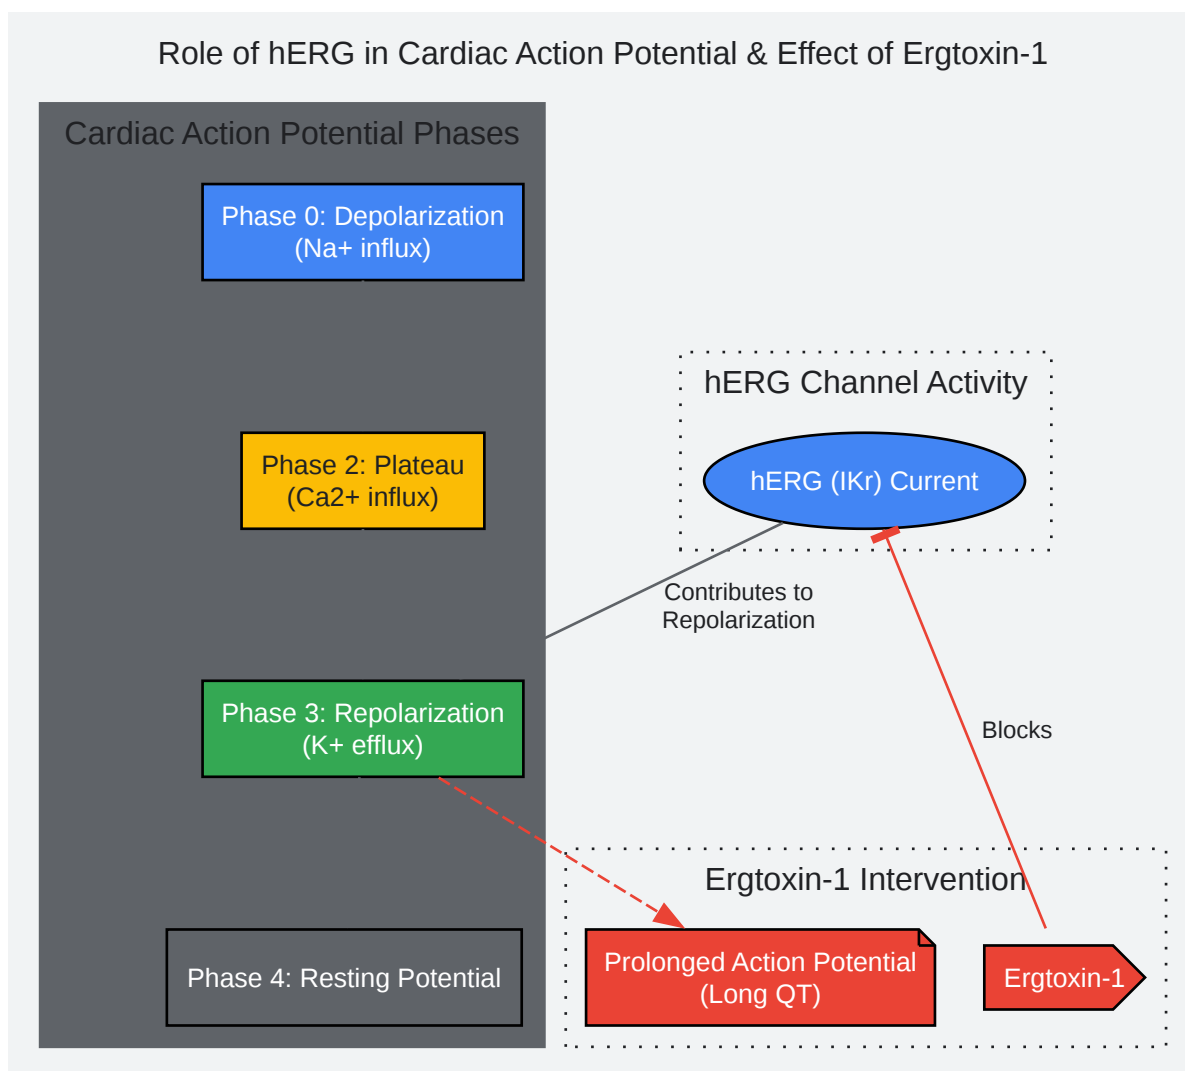 Role of hERG in Cardiac Action Potential & Effect of Ergtoxin-1
Cardiac Action Potential Phases
Phase 0: Depolarization
(Na+ influx)
Phase 2: Plateau
(Ca2+ influx)
Phase 3: Repolarization
(K+ efflux)
Phase 4: Resting Potential
hERG Channel Activity
hERG (IKr) Current
Contributes to
Repolarization
Blocks
Ergtoxin-1 Intervention
Prolonged Action Potential
(Long QT)
Ergtoxin-1